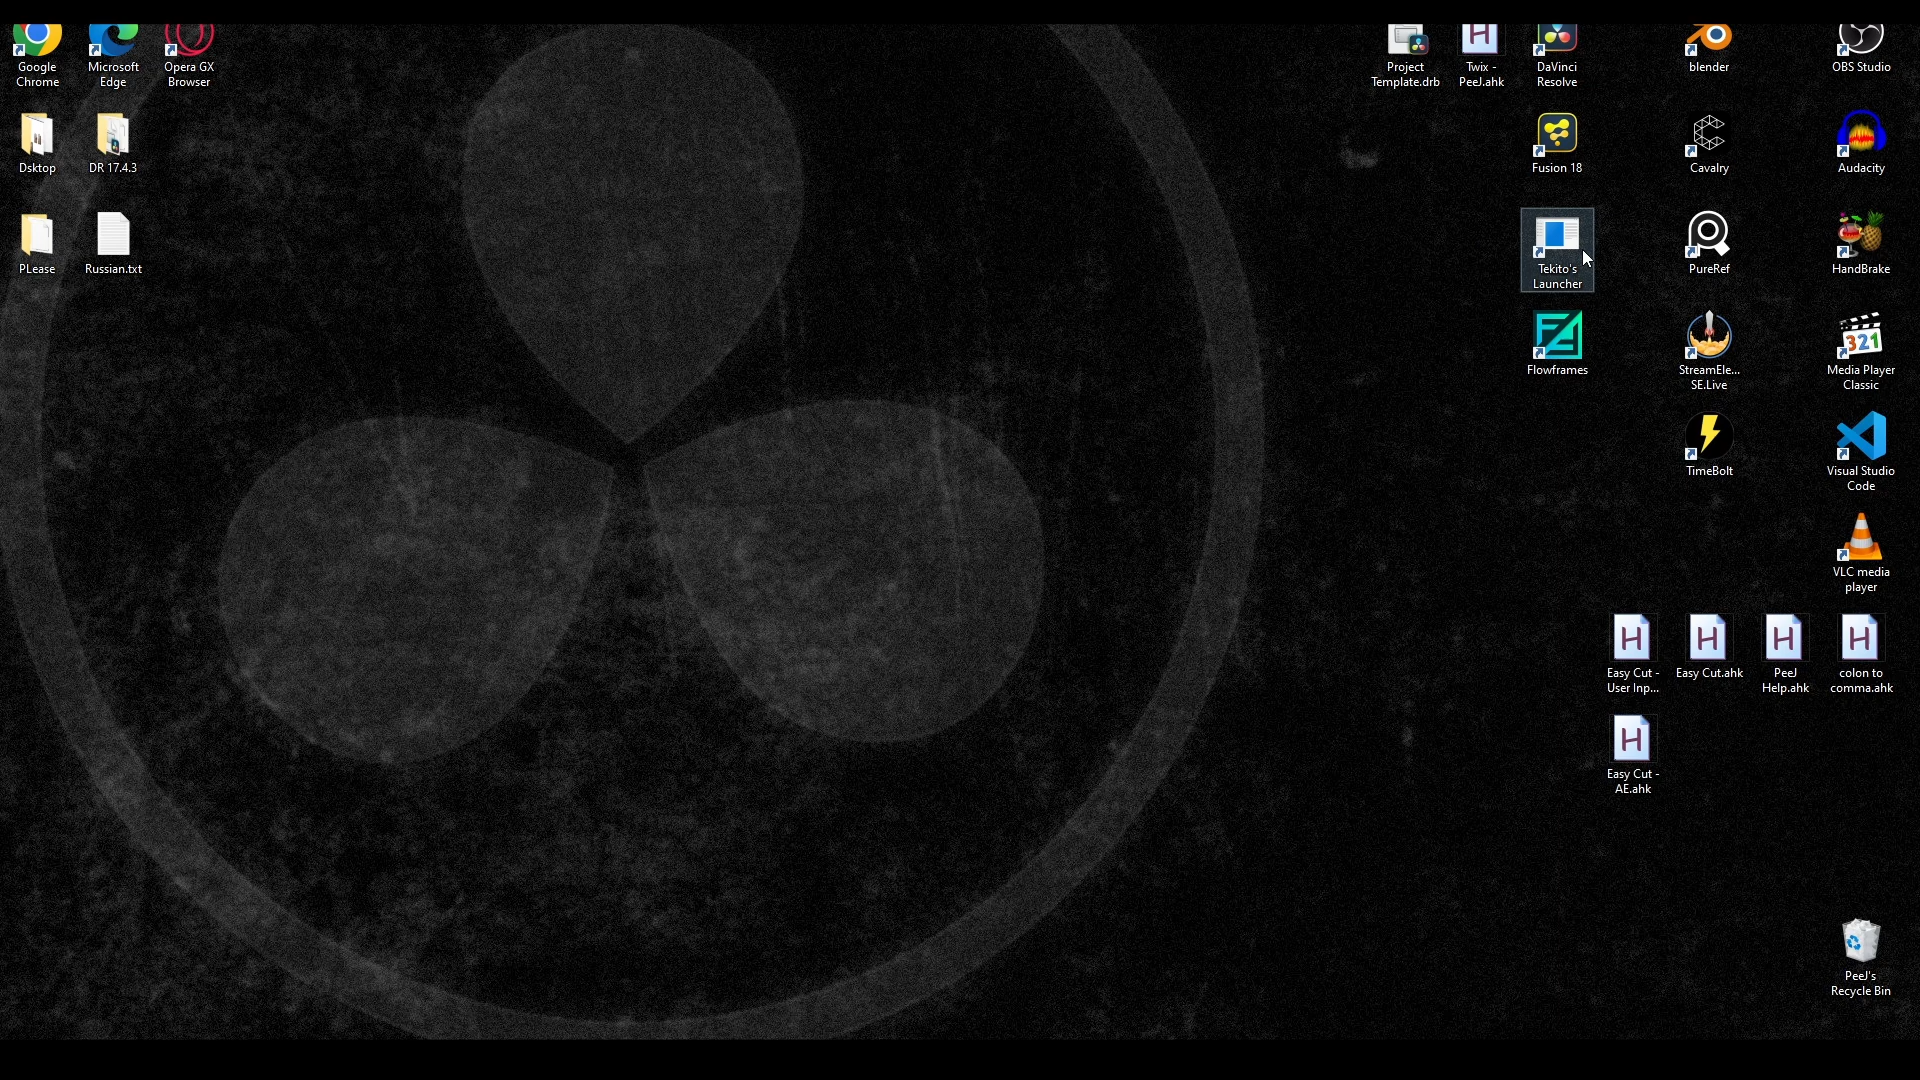 Google
Chrome
Microsoft
Edge
Opera GX
Browser
Project
Template.drb
Twix -
PeeJ.ahk
DaVinci
Resolve
blender
OBS Studio
Dsktop
DR 17.4.3
Fusion 18
Cavalry
Audacity
PLease
Russian.txt
Tekito's
Launcher
PureRef
HandBrake
Flowframes
StreamEle...
SE.Live
321
Media Player
Classic
TimeBolt
Visual Studio
Code
VLC media
player
Easy Cut -
User Inp...
Easy Cut.ahk
PeeJ
Help.ahk
colon to
comma.ahk
Easy Cut -
AE.ahk
PeeJ's
Recycle Bin